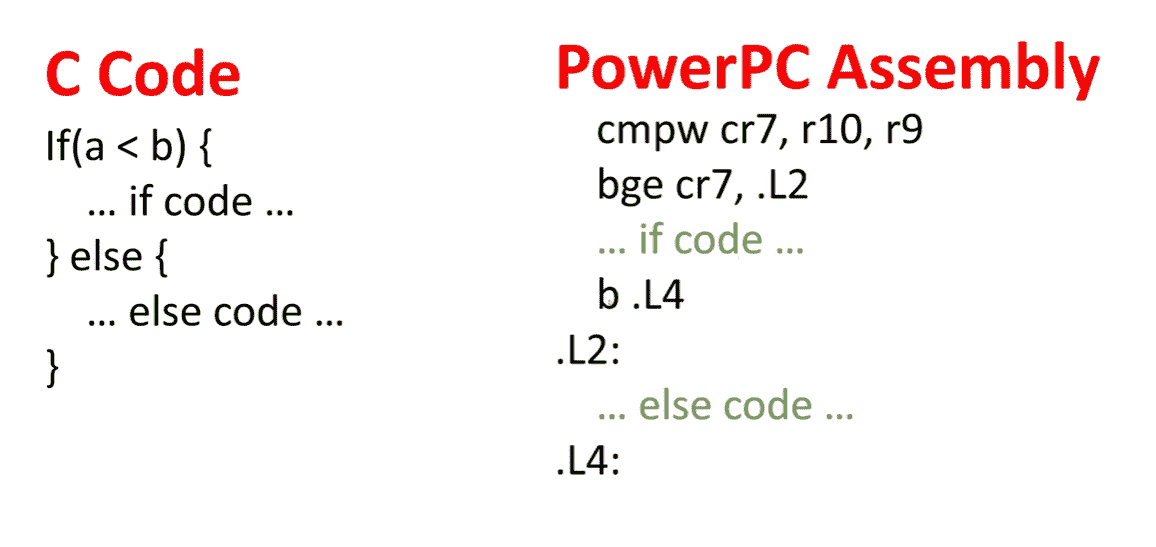 C Code
If(a < b) {
... if code ...
} else {
... else code ...
}
PowerPC Assembly
cmpw cr7, r10, r9
bge cr7, .L2
... if code ...
b .L4
.L2:
... else code ...
.L4: